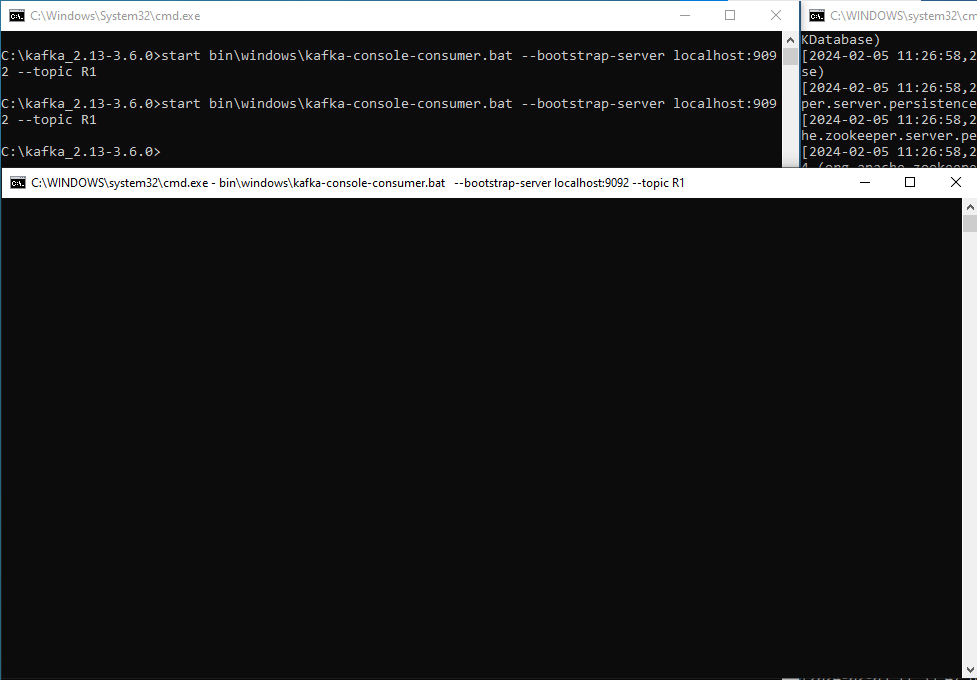 C:\Windows\System32\cmd.exe
C:\kafka_2.13-3.6.0>start bin\windows\kafka-console-consumer.bat --bootstrap-server localhost:909
2 --topic R1
C:\kafka_2.13-3.6.0>start bin\windows\kafka-console-consumer.bat --bootstrap-server localhost:909
2 --topic R1
C:\kafka_2.13-3.6.0>
C:\WINDOWS\system32\cm
KDatabase)
[2024-02-05 11:26:58,2
se)
[2024-02-05 11:26:58,2
per.server.persistence
[2024-02-05 11:26:58,2
he.zookeeper.server.pe
[2024-02-05 11:26:58,2
C:\WINDOWS\system32\cmd.exe - bin\windows\kafka-console-consumer.bat --bootstrap-server localhost:9092 --topic R1